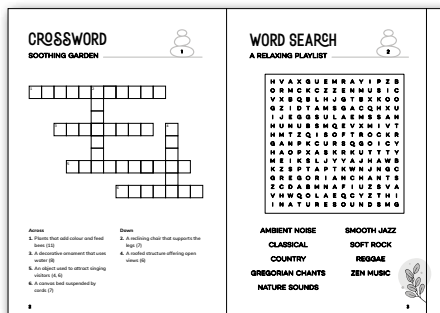 CROSSWORD
SOOTHING GARDEN
1
Across
1. Plants that add colour and feed
bees (11)
3. A decorative ornament that uses
water (8)
5. An object used to attract singing
visitors (4, 6)
6. A canvas bed suspended by
cords (7)
Down
2. A reclining chair that supports the
legs (7)
4. A roofed structure offering open
views (6)
2
WORD SEARCH
A RELAXING PLAYLIST
2
H V A X G U E M R A Y I P Z B
O R M C K C Z Z E N M U S I C
V X B Q B L H J G T B X K O O
G Z I D T A M S G A C Q H X U
I J E G G S U L A E M S S A N
H U N U B S M Q E V X M I V T
H M T Z Q I S O F T R O C K R
G A N P K C U R S Q G O I C Y
H A O P X A S K R K U T T T Y
M E I K S L J Y Y A J H A W B
K Z S P T A P T K W N J N G C
G R E G O R I A N C H A N T S
Z C D A B M N A F I U Z S V A
V H W Q O L A E Q C Y Z T N I
I N A T U R E S O U N D S M G
AMBIENT NOISE
CLASSICAL
COUNTRY
GREGORIAN CHANTS
NATURE SOUNDS
SMOOTH JAZZ
SOFT ROCK
REGGAE
ZEN MUSIC
3